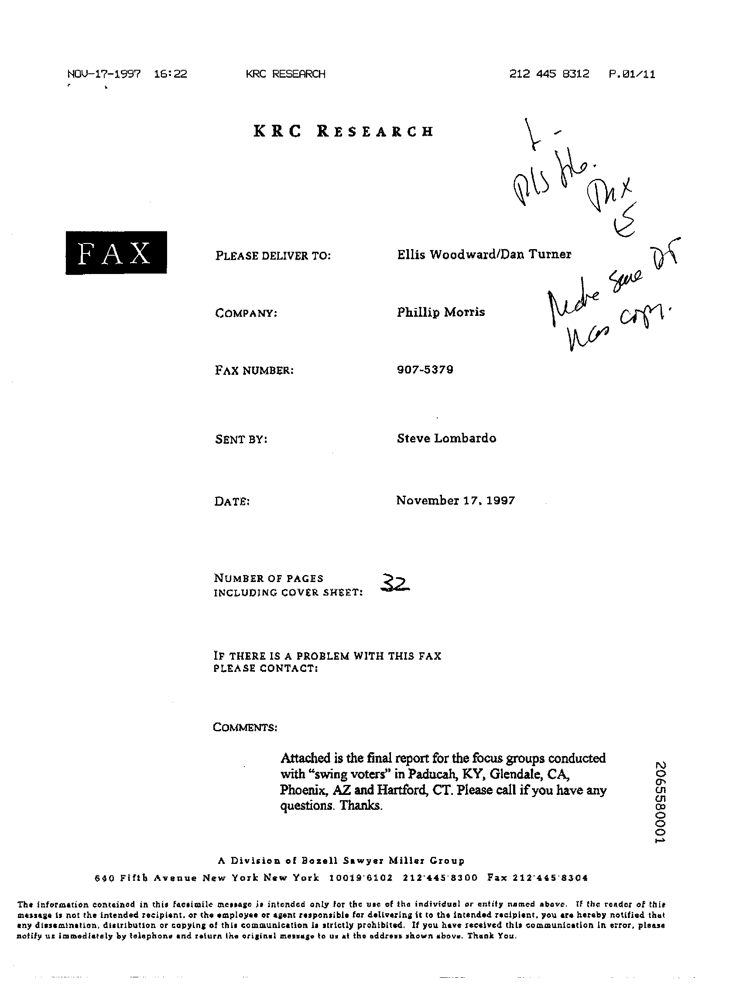 NOV-17-1997 16:22 KRC RESEARCH 212 445 8312 P.01/11
KRC RESEARCH
Pls file.
Thx
E
Make sure DT
has copy.
FAX
PLEASE DELIVER TO: Ellis Woodward/Dan Turner
COMPANY: Phillip Morris
FAX NUMBER: 907-5379
SENT BY: Steve Lombardo
DATE: November 17, 1997
NUMBER OF PAGES
INCLUDING COVER SHEET: 32
IF THERE IS A PROBLEM WITH THIS FAX
PLEASE CONTACT:
COMMENTS:
Attached is the final report for the focus groups conducted
with “swing voters” in Paducah, KY, Glendale, CA,
Phoenix, AZ and Hartford, CT. Please call if you have any
questions. Thanks.
2065580001
A Division of Bozell Sawyer Miller Group
640 Fifth Avenue New York New York 10019·6102 212·445·8300 Fax 212·445·8304
The information contained in this facsimile message is intended only for the use of the individual or entity named above. If the reader of this
message is not the intended recipient, or the employee or agent responsible for delivering it to the intended recipient, you are hereby notified that
any dissemination, distribution or copying of this communication is strictly prohibited. If you have received this communication in error, please
notify us immediately by telephone and return the original message to us at the address shown above. Thank You.